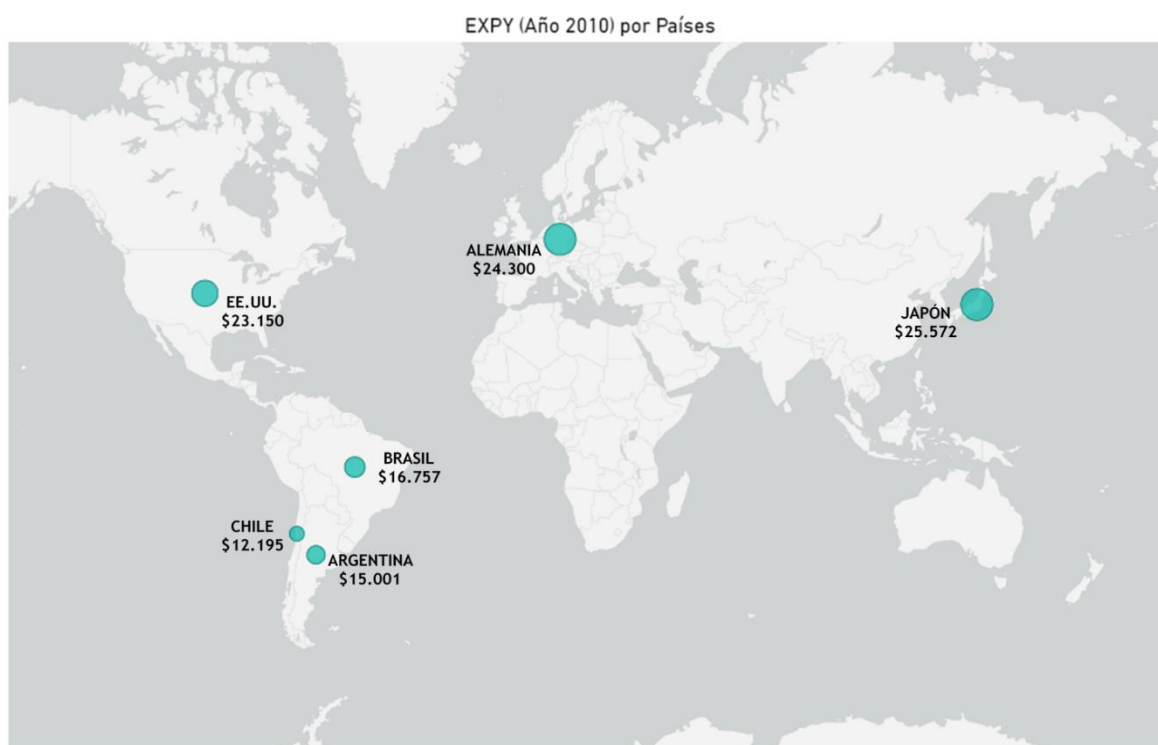 EXPY (Año 2010) por Países
ALEMANIA
$24.300
EE.UU.
$23.150
JAPÓN
$25.572
BRASIL
$16.757
CHILE
$12.195
ARGENTINA
$15.001